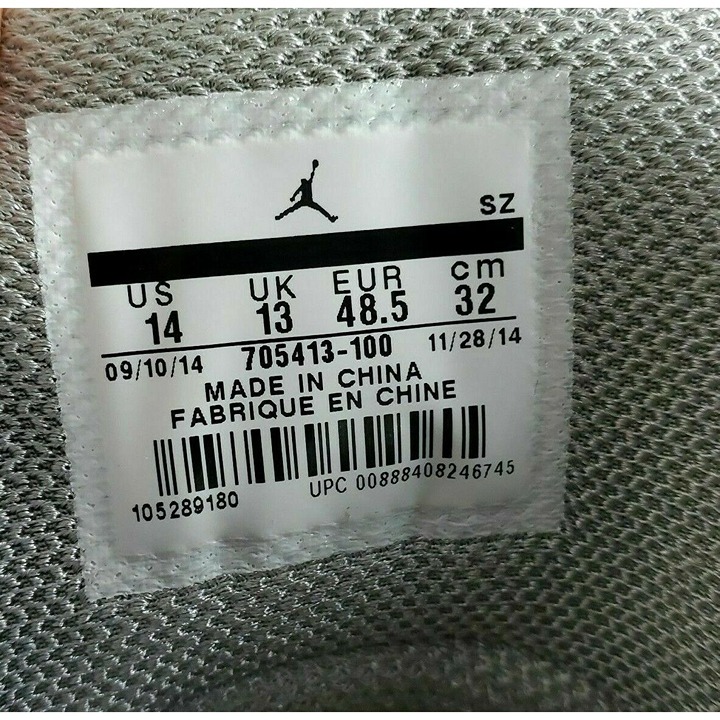 SZ
US UK EUR cm
14 13 48.5 32
09/10/14 705413-100 11/28/14
MADE IN CHINA
FABRIQUE EN CHINE
105289180 UPC 00888408246745